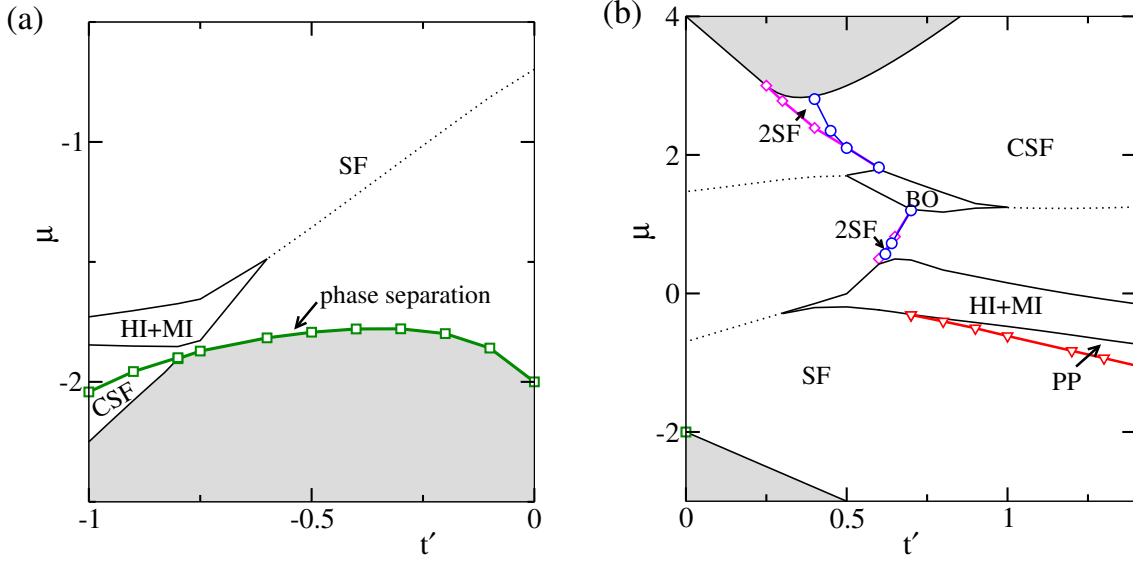 (a)
-1
μ
-2
SF
phase separation
HI+MI
CSF
-1
-0.5
0
t′
(b)
4
2
μ
0
-2
2SF
CSF
BO
2SF
HI+MI
SF
PP
0
0.5
1
t′